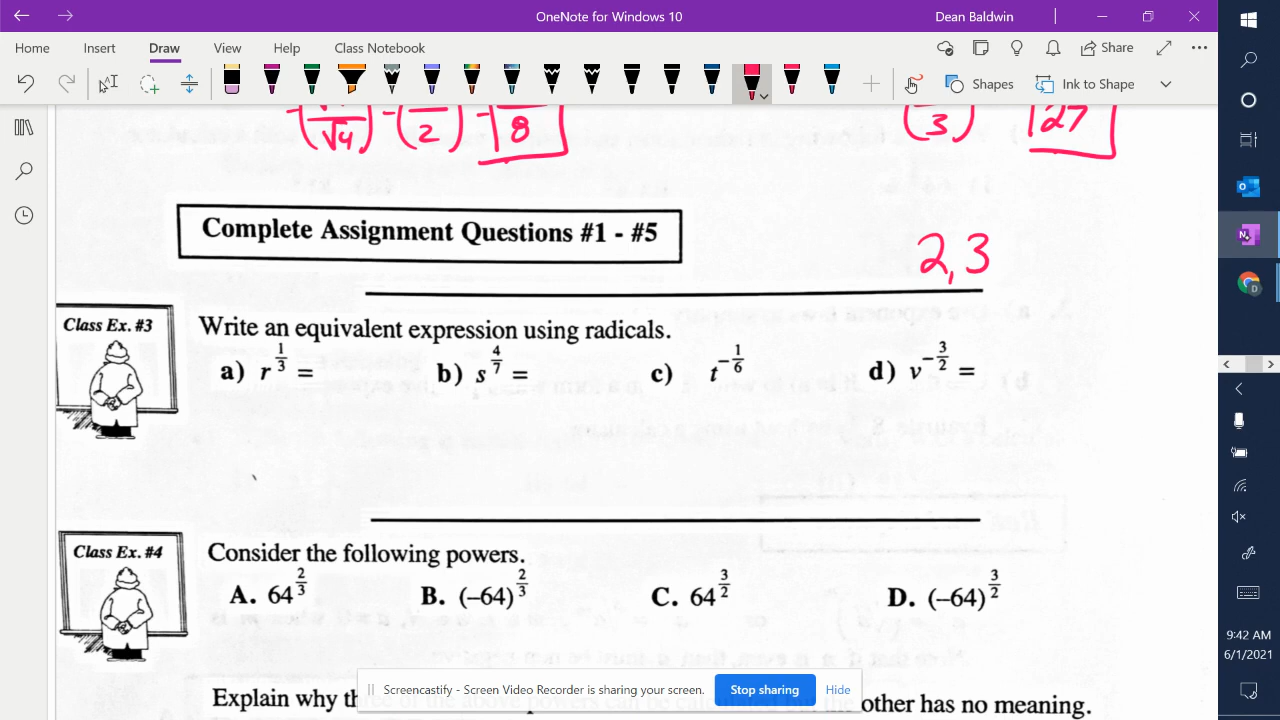 OneNote for Windows 10
Dean Baldwin
Home Insert Draw View Help Class Notebook
Share
Shapes
Ink to Shape
-(√4) -(2) -8
(3) 27
Complete Assignment Questions #1 - #5
2,3
Class Ex. #3
Write an equivalent expression using radicals.
a) r^{1/3} = b) s^{4/7} = c) t^{-1/6} d) v^{-3/2} =
Class Ex. #4
Consider the following powers.
A. 64^{2/3} B. (–64)^{2/3} C. 64^{3/2} D. (–64)^{3/2}
Screencastify - Screen Video Recorder is sharing your screen.
Stop sharing
Hide
Explain why other has no meaning.
9:42 AM
6/1/2021